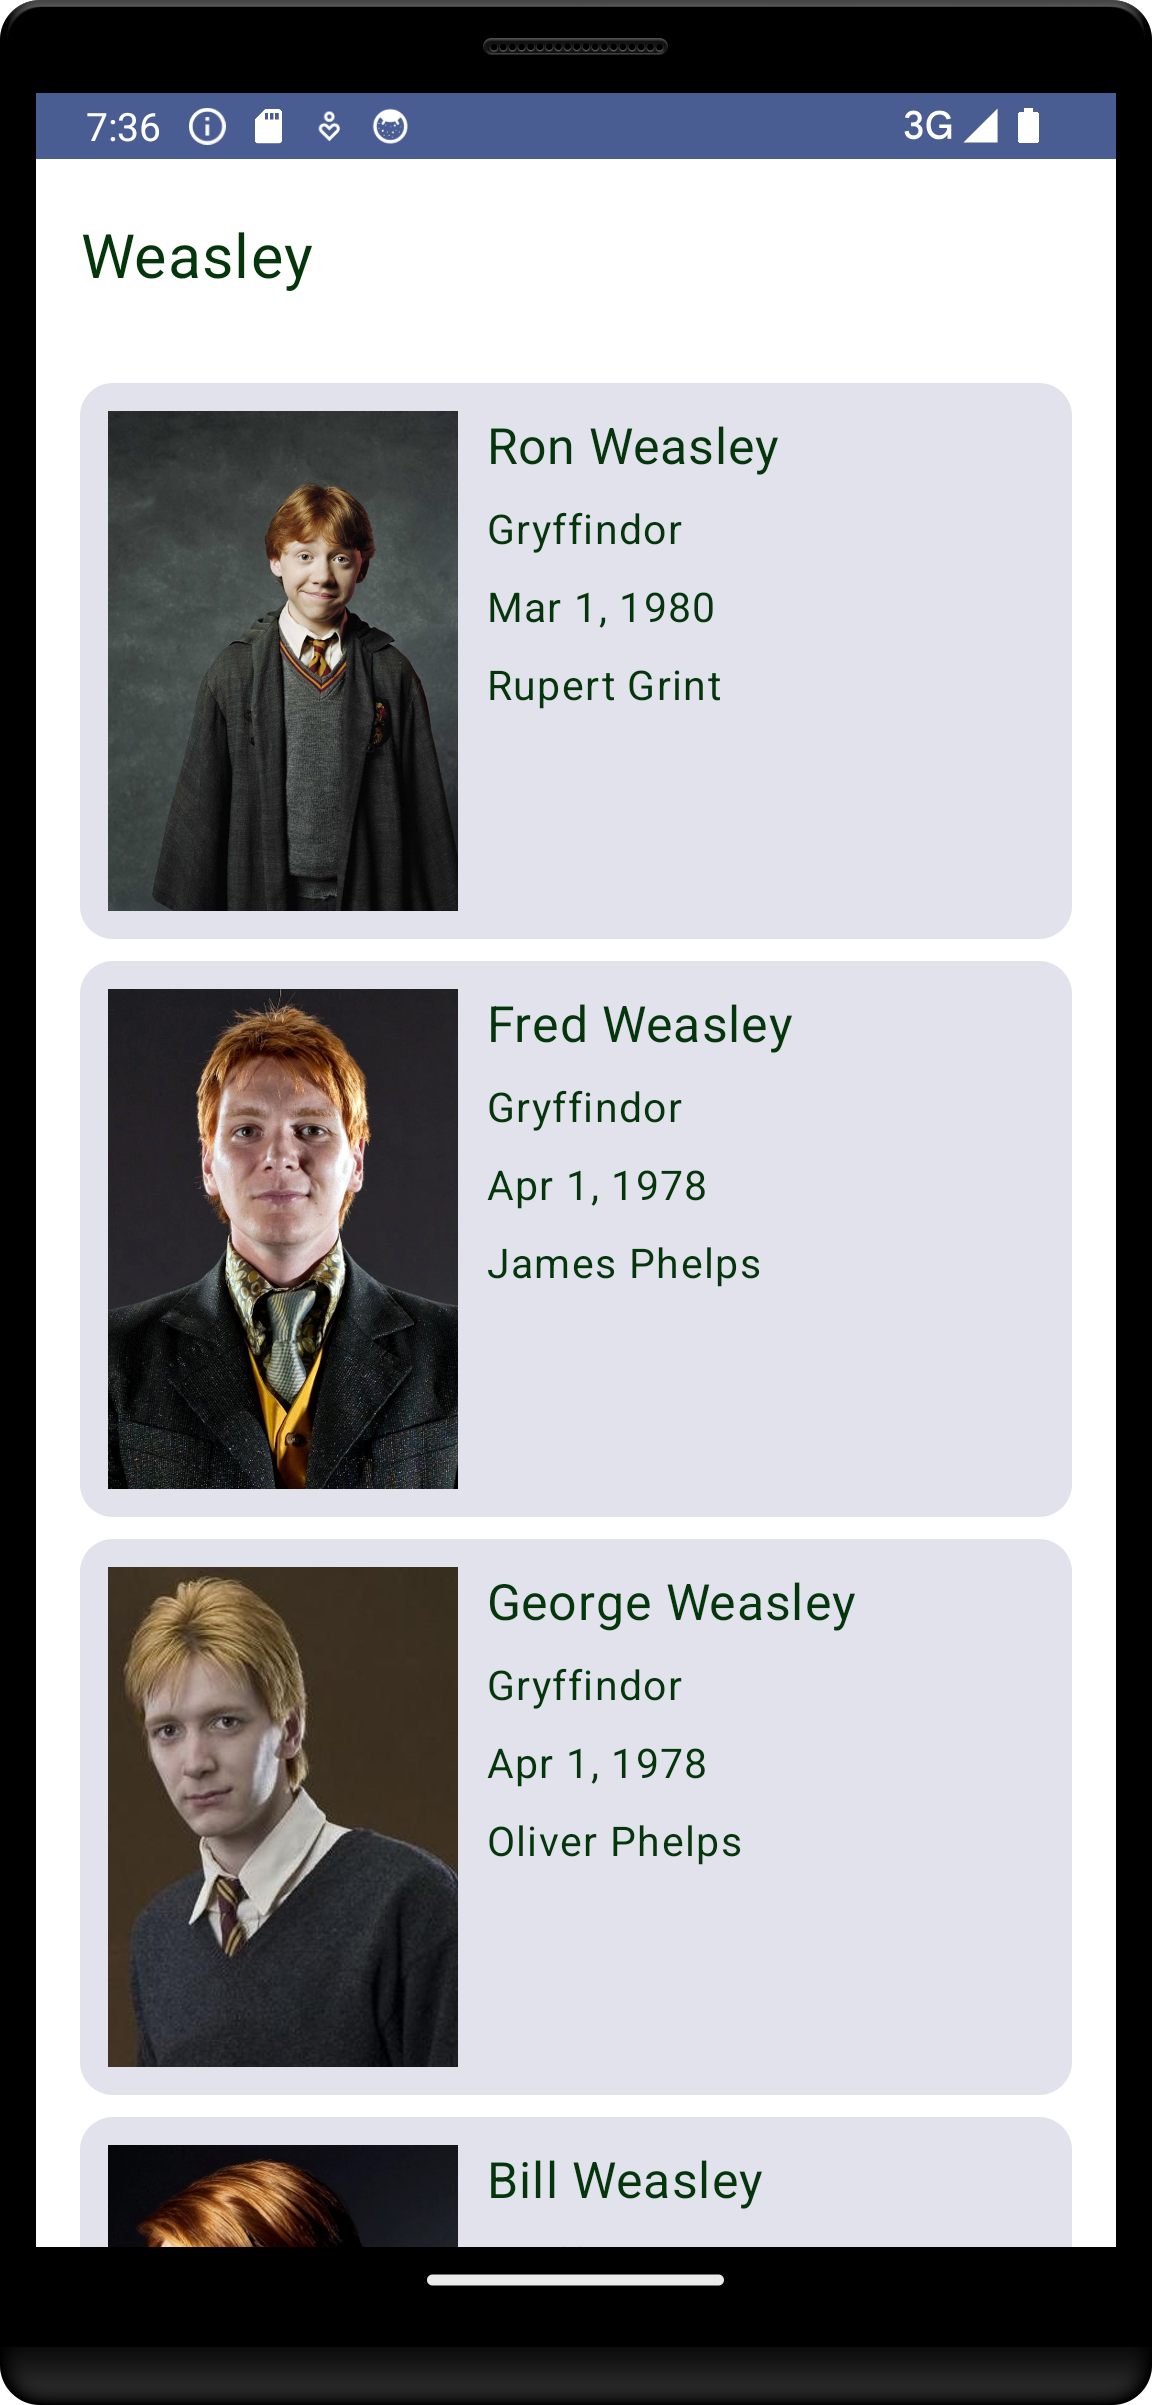 7:36
3G
Weasley
Ron Weasley
Gryffindor
Mar 1, 1980
Rupert Grint
Fred Weasley
Gryffindor
Apr 1, 1978
James Phelps
George Weasley
Gryffindor
Apr 1, 1978
Oliver Phelps
Bill Weasley